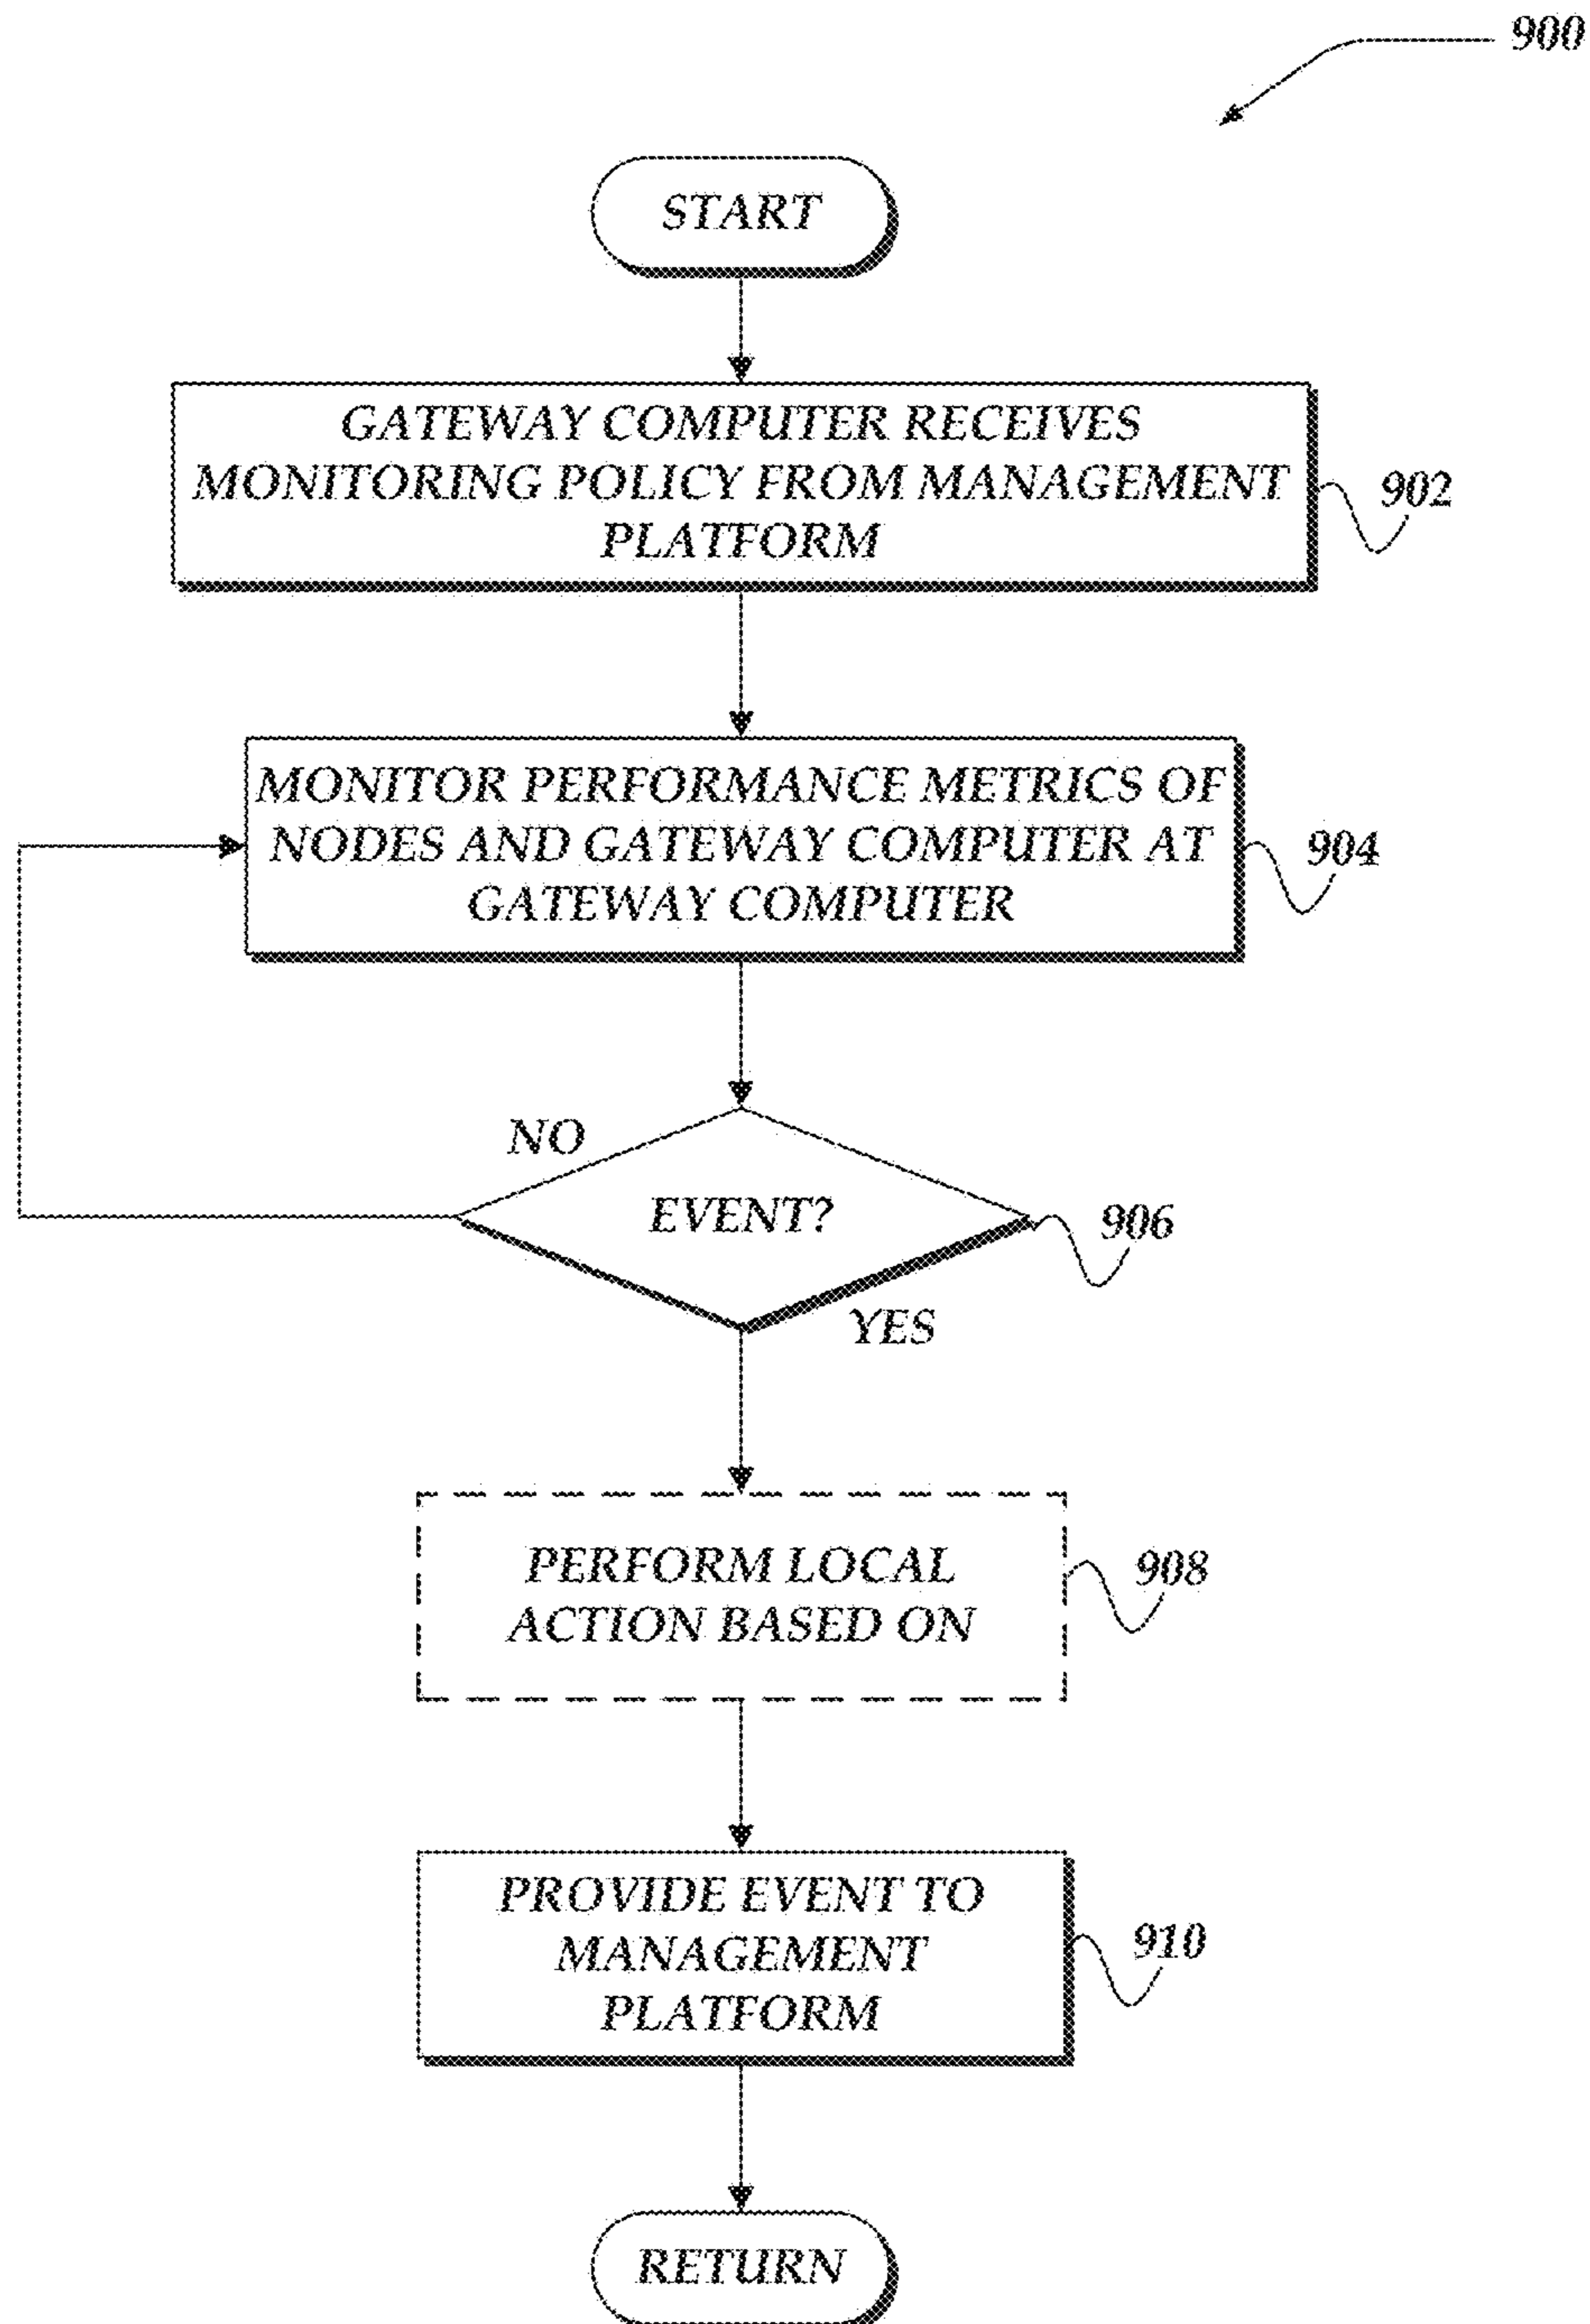 900
START
GATEWAY COMPUTER RECEIVES
MONITORING POLICY FROM MANAGEMENT
PLATFORM
902
MONITOR PERFORMANCE METRICS OF
NODES AND GATEWAY COMPUTER AT
GATEWAY COMPUTER
904
NO
EVENT?
906
YES
PERFORM LOCAL
ACTION BASED ON
908
PROVIDE EVENT TO
MANAGEMENT
PLATFORM
910
RETURN